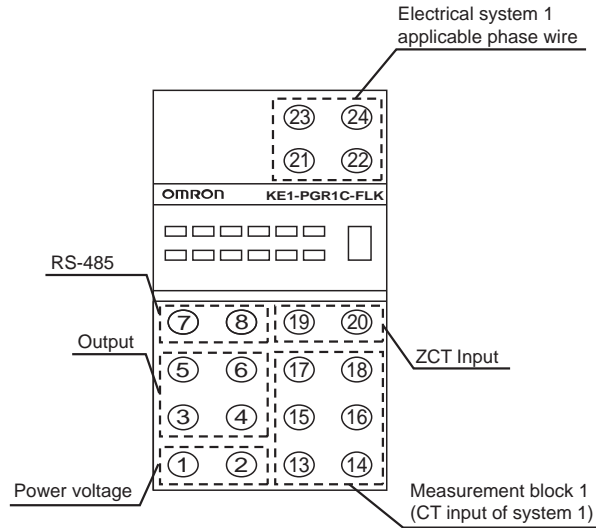 Electrical system 1
applicable phase wire
23 24
21 22
OMRON KE1-PGR1C-FLK
RS-485
7 8 19 20
Output
ZCT Input
5 6 17 18
3 4 15 16
1 2 13 14
Power voltage
Measurement block 1
(CT input of system 1)